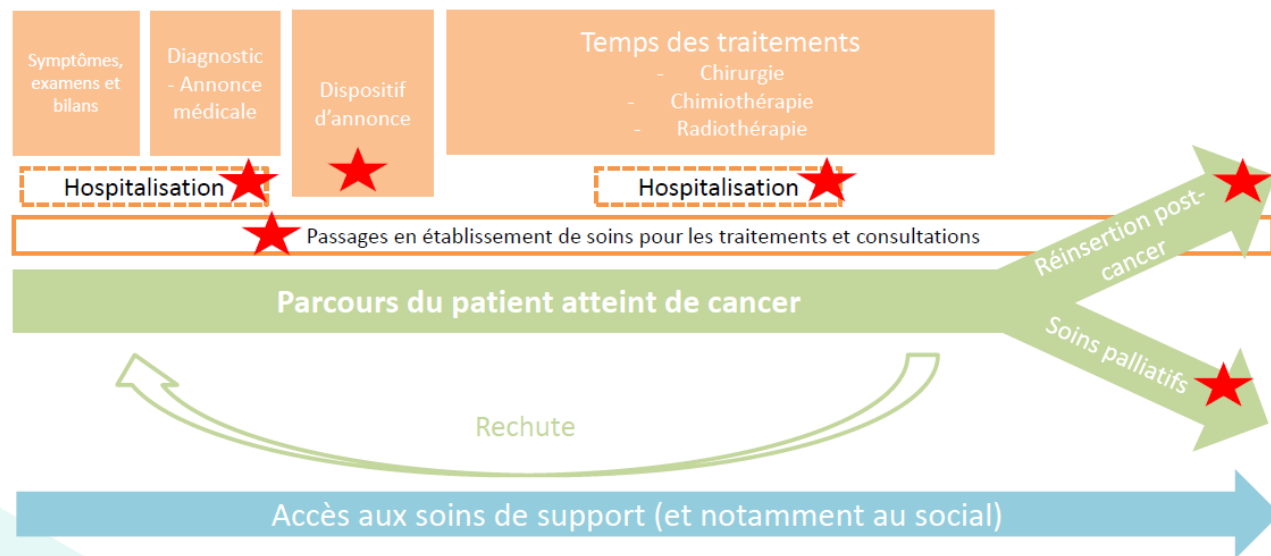 Symptômes,
examens et
bilans
Diagnostic
- Annonce
médicale
Dispositif
d'annonce
Temps des traitements
- Chirurgie
- Chimiothérapie
- Radiothérapie
Hospitalisation
Hospitalisation
Passages en établissement de soins pour les traitements et consultations
Réinsertion post-
cancer
Parcours du patient atteint de cancer
Soins palliatifs
Rechute
Accès aux soins de support (et notamment au social)